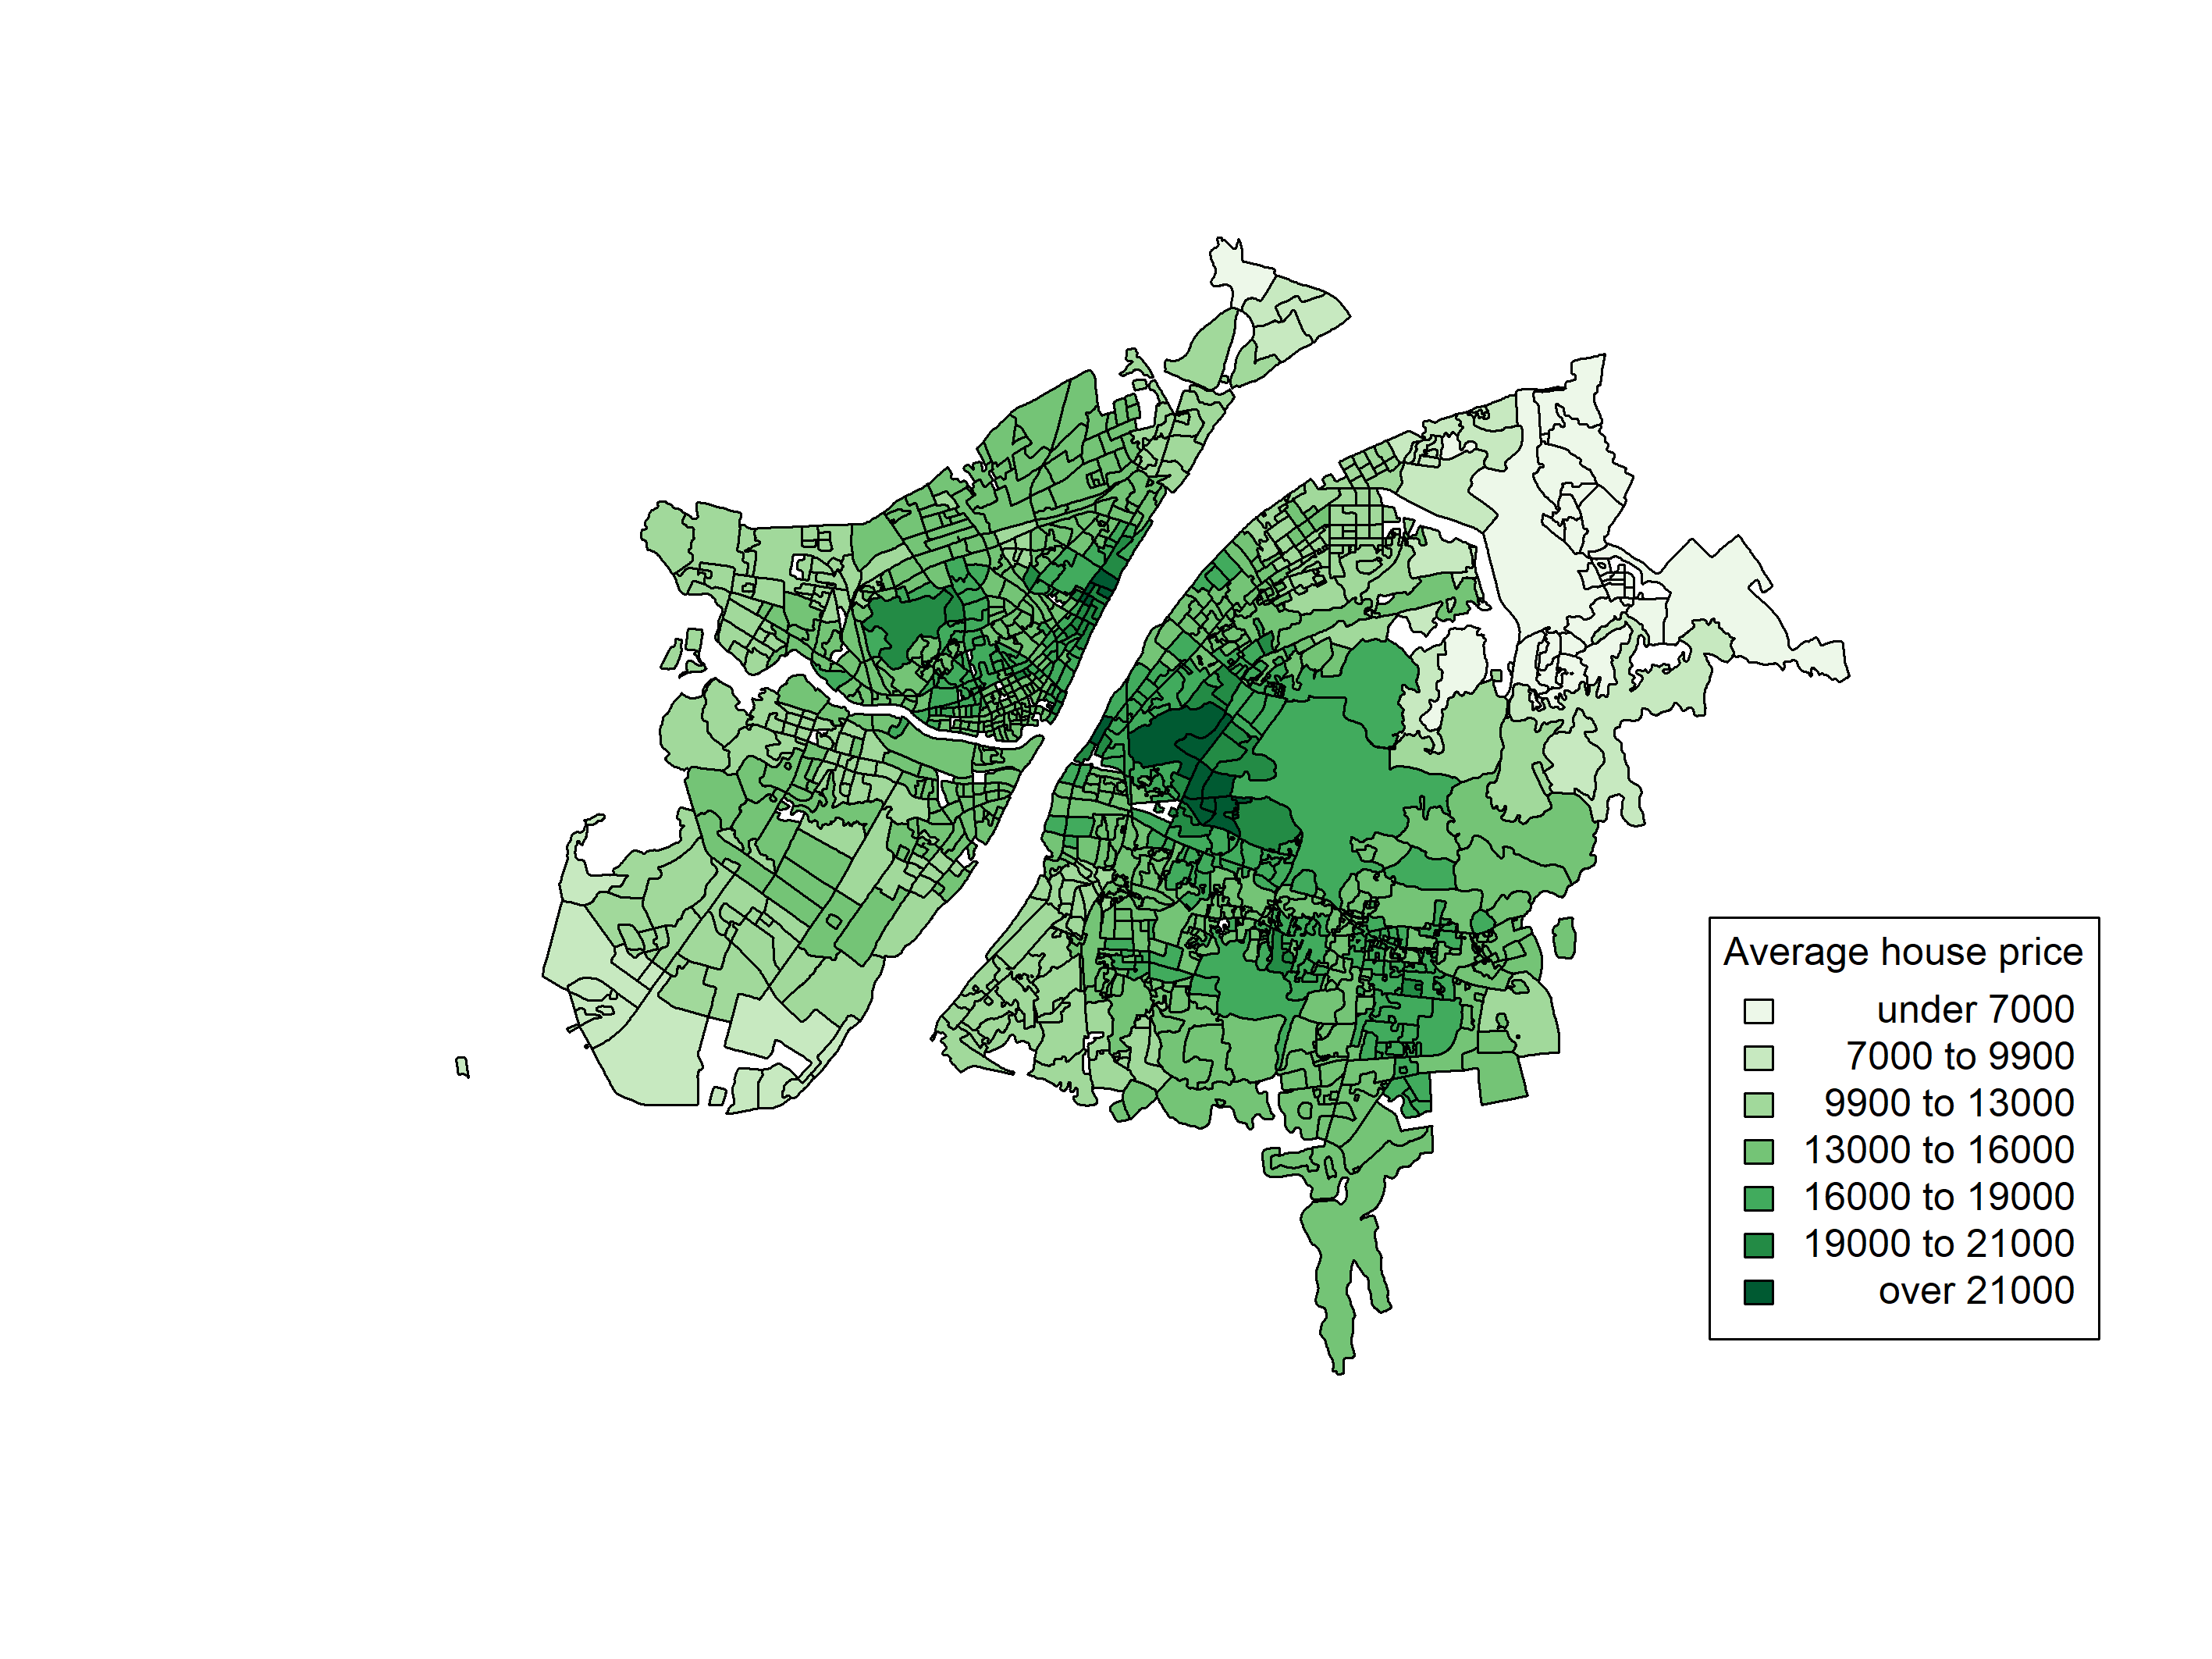 Average house price
under 7000
7000 to 9900
9900 to 13000
13000 to 16000
16000 to 19000
19000 to 21000
over 21000